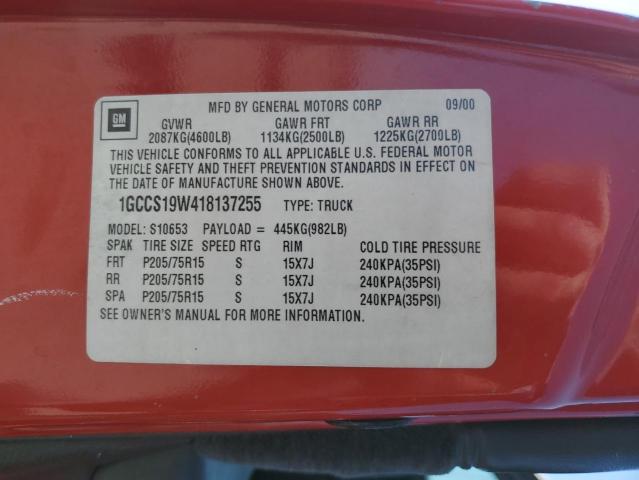 MFD BY GENERAL MOTORS CORP 09/00
GM
GVWR GAWR FRT GAWR RR
2087KG(4600LB) 1134KG(2500LB) 1225KG(2700LB)
THIS VEHICLE CONFORMS TO ALL APPLICABLE U.S. FEDERAL MOTOR
VEHICLE SAFETY AND THEFT PREVENTION STANDARDS IN EFFECT ON
THE DATE OF MANUFACTURE SHOWN ABOVE.
1GCCS19W418137255 TYPE: TRUCK
MODEL: S10653 PAYLOAD = 445KG(982LB)
SPAK TIRE SIZE SPEED RTG RIM COLD TIRE PRESSURE
FRT P205/75R15 S 15X7J 240KPA(35PSI)
RR P205/75R15 S 15X7J 240KPA(35PSI)
SPA P205/75R15 S 15X7J 240KPA(35PSI)
SEE OWNER'S MANUAL FOR MORE INFORMATION.